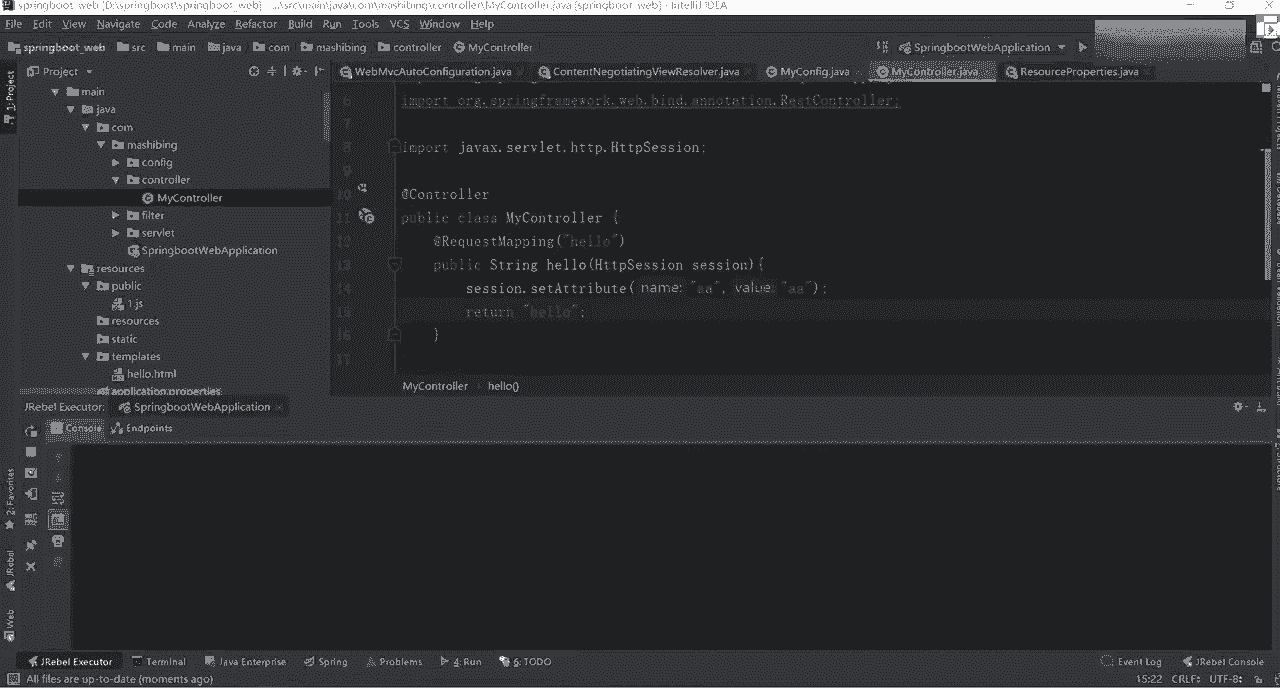 springboot_web [D:\springboot\springboot_web] - ...\src\main\java\com\mashibing\controller\MyController.java [springboot_web] - IntelliJ IDEA
File Edit View Navigate Code Analyze Refactor Build Run Tools VCS Window Help
springboot_web src main java com mashibing controller MyController SpringbootWebApplication
1: Project
Project
WebMvcAutoConfiguration.java ContentNegotiatingViewResolver.java MyConfig.java MyController.java ResourceProperties.java
main
java
com
mashibing
config
controller
MyController
filter
servlet
SpringbootWebApplication
resources
public
1.js
resources
static
templates
hello.html
application.properties
6 import org.springframework.web.bind.annotation.RestController;
7
8 import javax.servlet.http.HttpSession;
9
10 @Controller
11 public class MyController {
12 @RequestMapping("hello")
13 public String hello(HttpSession session){
14 session.setAttribute( name: "aa", value: "aa");
15 return "hello";
16 }
17
MyController hello()
JRebel Executor: SpringbootWebApplication
Console Endpoints
2: Favorites
JRebel
Web
JRebel Executor Terminal Java Enterprise Spring Problems 4: Run 6: TODO Event Log JRebel Console
All files are up-to-date (moments ago) 15:22 CRLF: UTF-8: